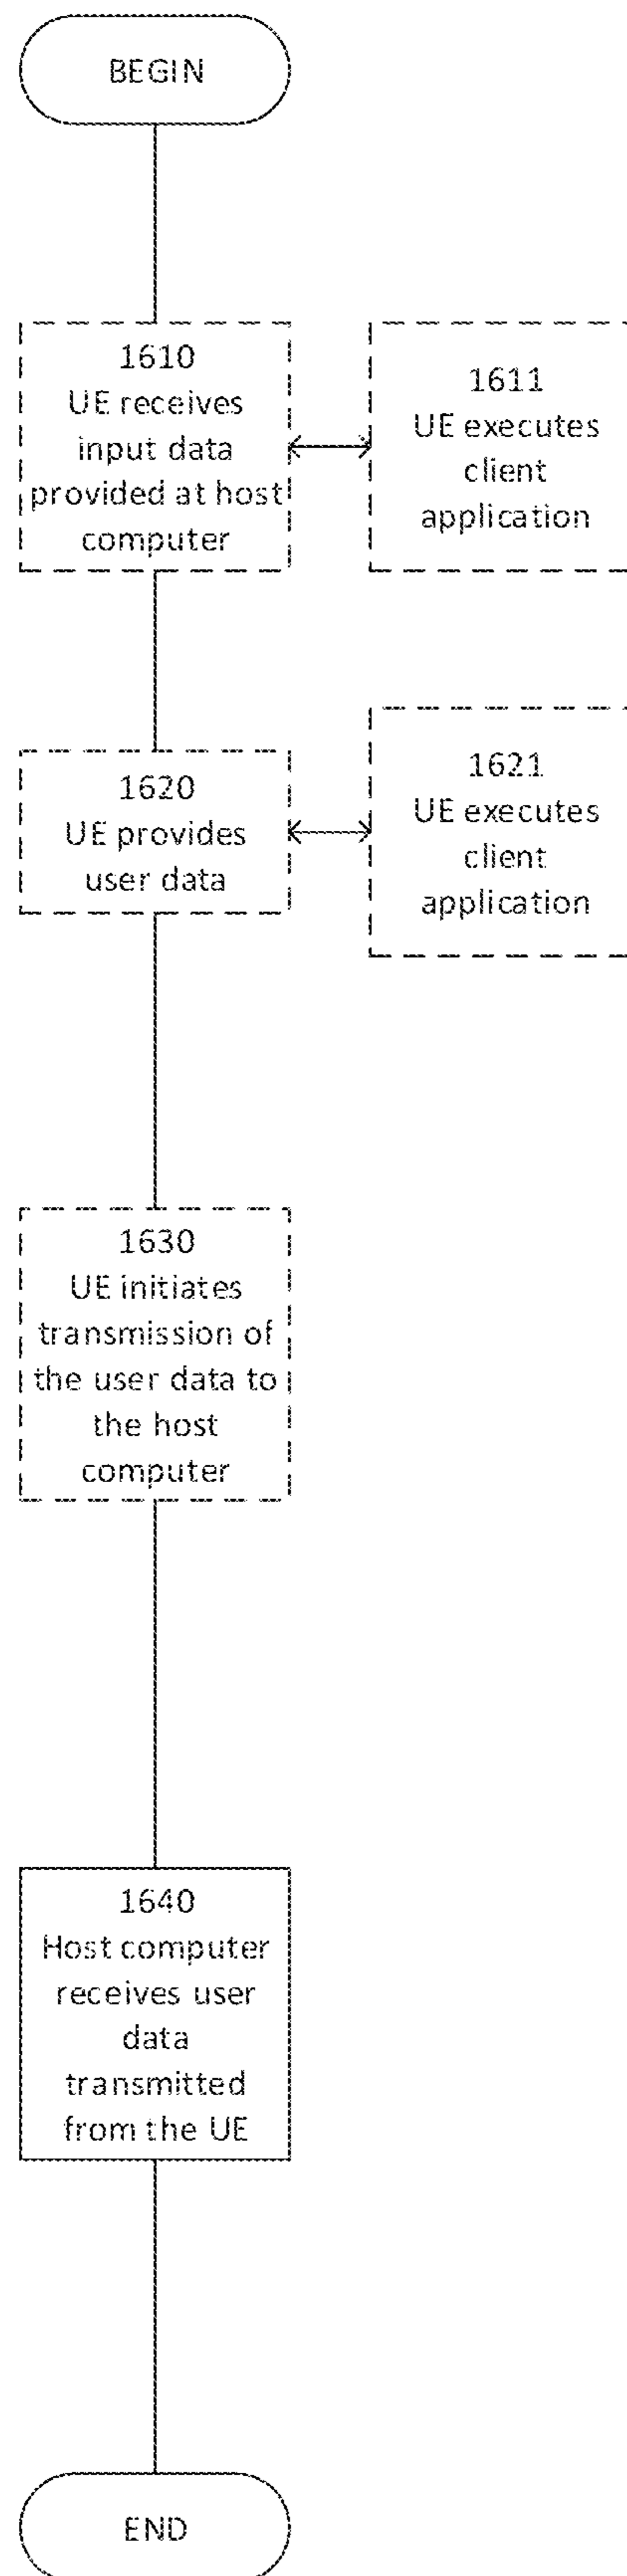 BEGIN
1610
UE receives
input data
provided at host
computer
1611
UE executes
client
application
1620
UE provides
user data
1621
UE executes
client
application
1630
UE initiates
transmission of
the user data to
the host
computer
1640
Host computer
receives user
data
transmitted
from the UE
END